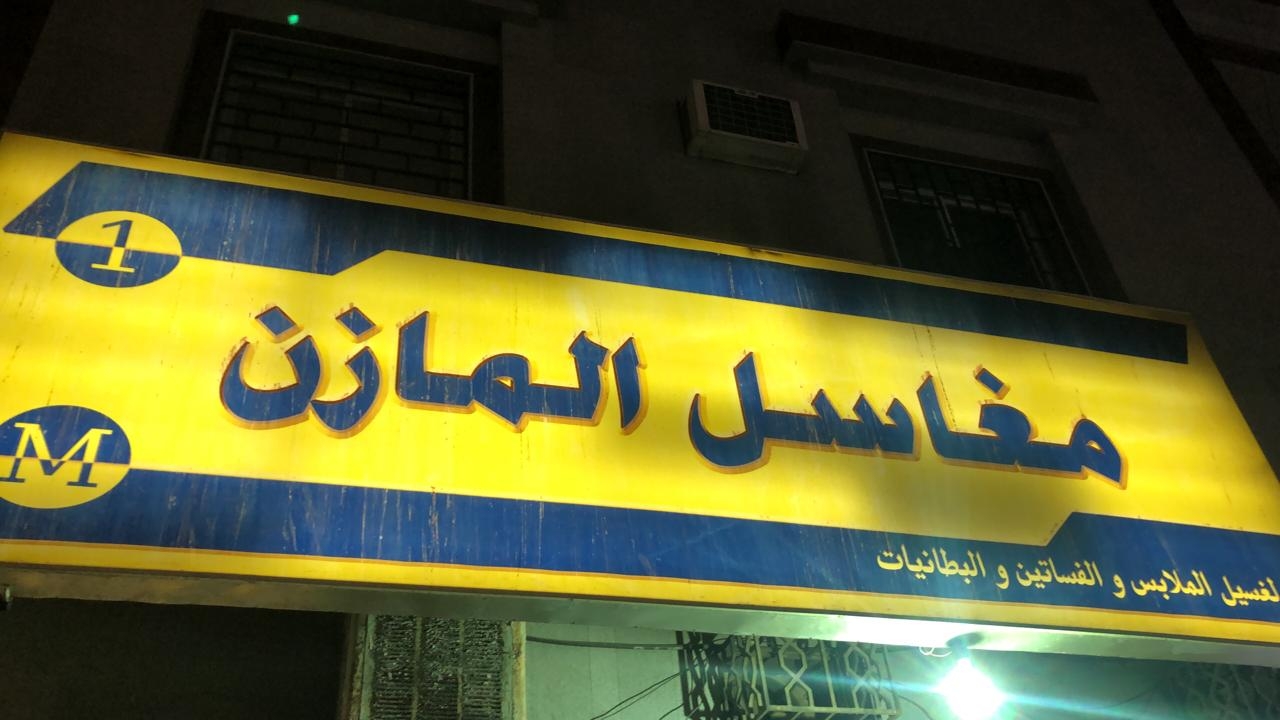 1
مغاسل المازن
M
لغسيل الملابس و الفساتين و البطانيات